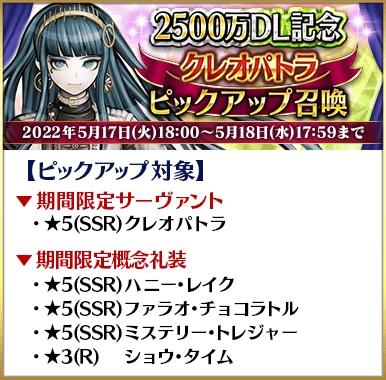 2500万DL記念
クレオパトラ
ピックアップ召喚
2022年5月17日(火)18:00～5月18日(水)17:59まで
【ピックアップ対象】
▼期間限定サーヴァント
・★5(SSR)クレオパトラ
▼期間限定概念礼装
・★5(SSR)ハニー・レイク
・★5(SSR)ファラオ・チョコラトル
・★5(SSR)ミステリー・トレジャー
・★3(R) ショウ・タイム